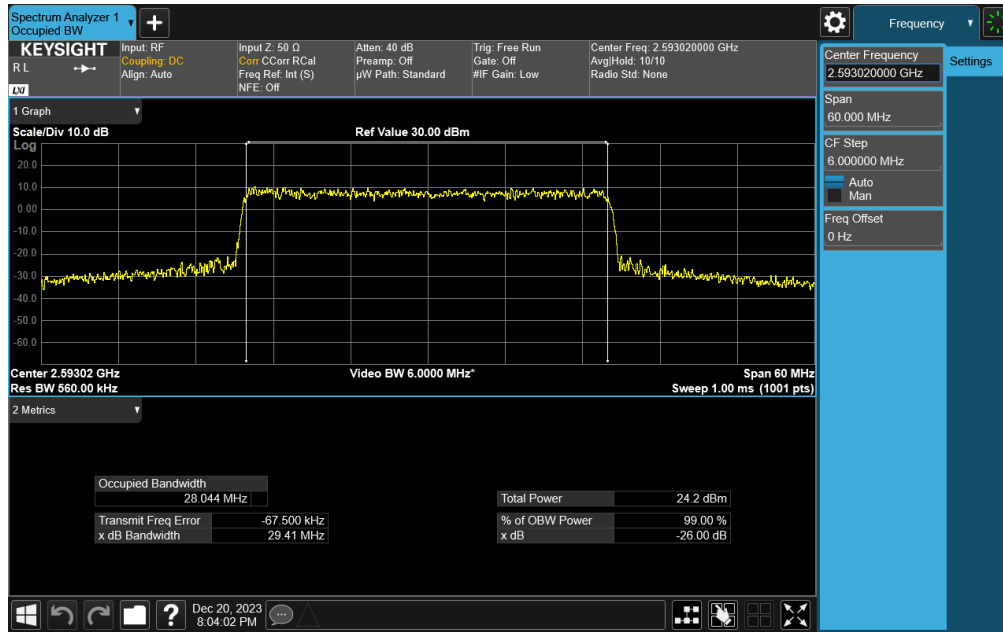 Spectrum Analyzer 1
Occupied BW
Frequency
KEYSIGHT
R L
LXI
Input: RF
Coupling: DC
Align: Auto
Input Z: 50 Ω
Corr CCorr RCal
Freq Ref: Int (S)
NFE: Off
Atten: 40 dB
Preamp: Off
µW Path: Standard
Trig: Free Run
Gate: Off
#IF Gain: Low
Center Freq: 2.593020000 GHz
Avg|Hold: 10/10
Radio Std: None
Center Frequency
2.593020000 GHz
Settings
Span
60.000 MHz
CF Step
6.000000 MHz
Auto
Man
Freq Offset
0 Hz
1 Graph
Scale/Div 10.0 dB
Ref Value 30.00 dBm
Log
20.0
10.0
0.00
-10.0
-20.0
-30.0
-40.0
-50.0
-60.0
Center 2.59302 GHz
Video BW 6.0000 MHz*
Span 60 MHz
Res BW 560.00 kHz
Sweep 1.00 ms (1001 pts)
2 Metrics
Occupied Bandwidth
28.044 MHz
Total Power 24.2 dBm
Transmit Freq Error -67.500 kHz
% of OBW Power 99.00 %
x dB Bandwidth 29.41 MHz
x dB -26.00 dB
Dec 20, 2023
8:04:02 PM